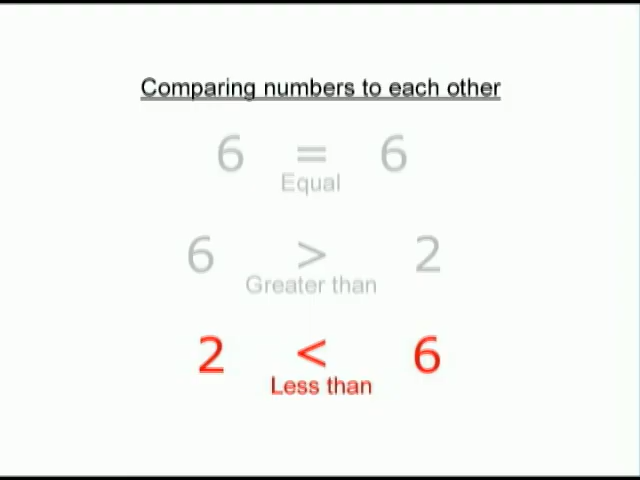 Comparing numbers to each other
6 = 6
Equal
6 > 2
Greater than
2 < 6
Less than